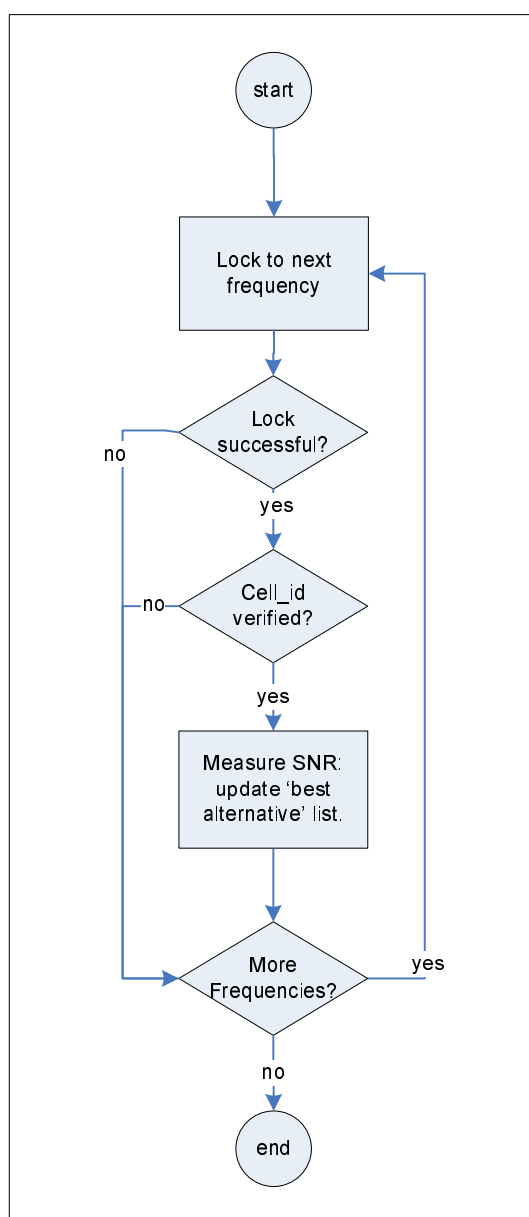 start
Lock to next
frequency
Lock
successful?
no
yes
Cell_id
verified?
no
yes
Measure SNR:
update ‘best
alternative’ list.
More
Frequencies?
yes
no
end